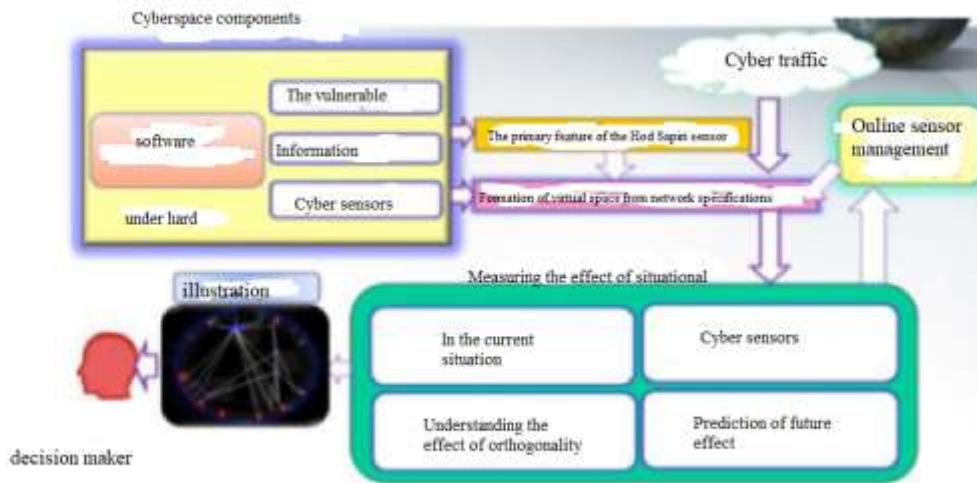 Cyberspace components
Cyber traffic
The vulnerable
software
Information
Cyber sensors
under hard
The primary feature of the Hod Sapiri sensor
Formation of virtual space from network specifications
Online sensor
management
Measuring the effect of situational
illustration
In the current
situation
Cyber sensors
Understanding the
effect of orthogonality
Prediction of future
effect
decision maker